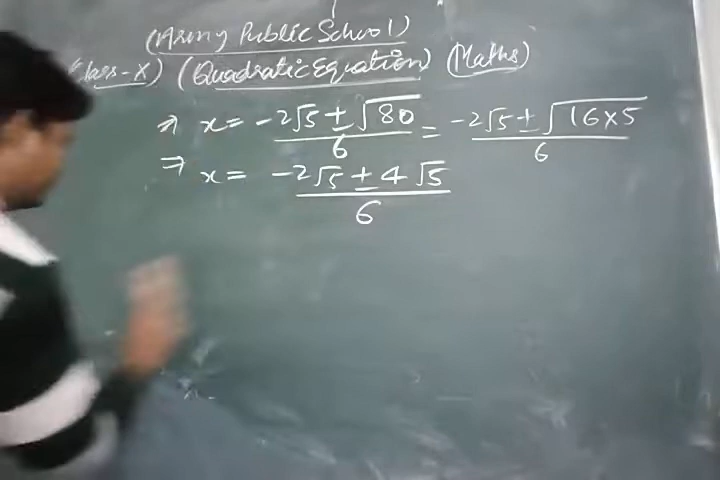 (Army Public School)
Class-X) (Quadratic Equation) (Maths)
⇒ x = -2√5 ± √80 / 6 = -2√5 ± √16×5 / 6
⇒ x = -2√5 ± 4√5 / 6